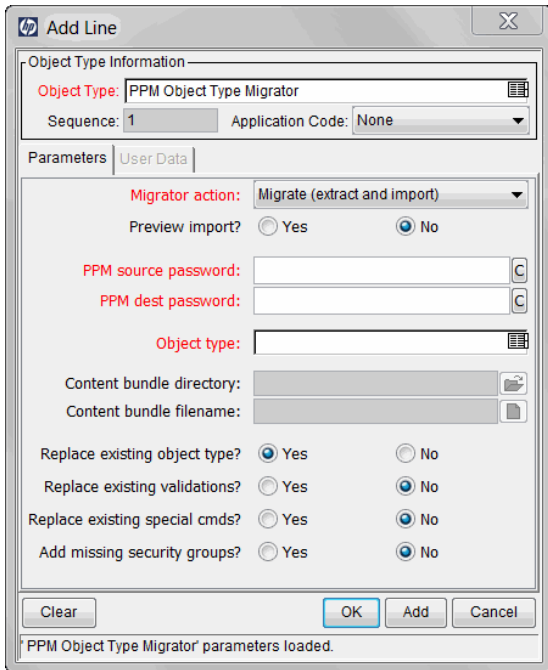 hp Add Line
Object Type Information
Object Type: PPM Object Type Migrator
Sequence: 1 Application Code: None
Parameters User Data
Migrator action: Migrate (extract and import)
Preview import? Yes No
PPM source password: C
PPM dest password: C
Object type:
Content bundle directory:
Content bundle filename:
Replace existing object type? Yes No
Replace existing validations? Yes No
Replace existing special cmds? Yes No
Add missing security groups? Yes No
Clear OK Add Cancel
' PPM Object Type Migrator' parameters loaded.